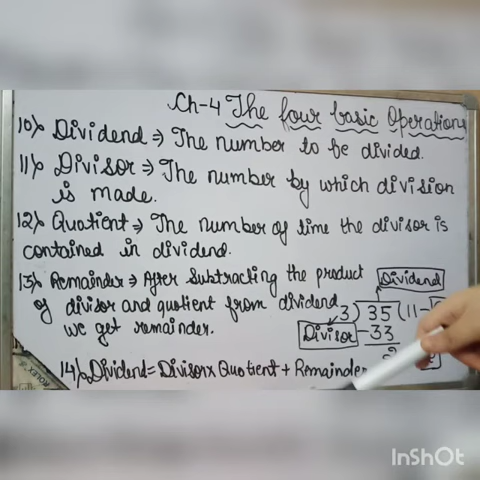 Ch-4 The four basic Operations
10) Dividend ⇒ The number to be divided.
11) Divisor ⇒ The number by which division
is made.
12) Quatient ⇒ The number of time the divisor is
contained in dividend.
13) Remainder ⇒ After Subtracting the product
of divisor and quotient from dividend
we get remainder.
Dividend
3) 35 (11
Divisor
-33
2
14) Dividend = Divisor x Quotient + Remainder
ROLEX
InShOt